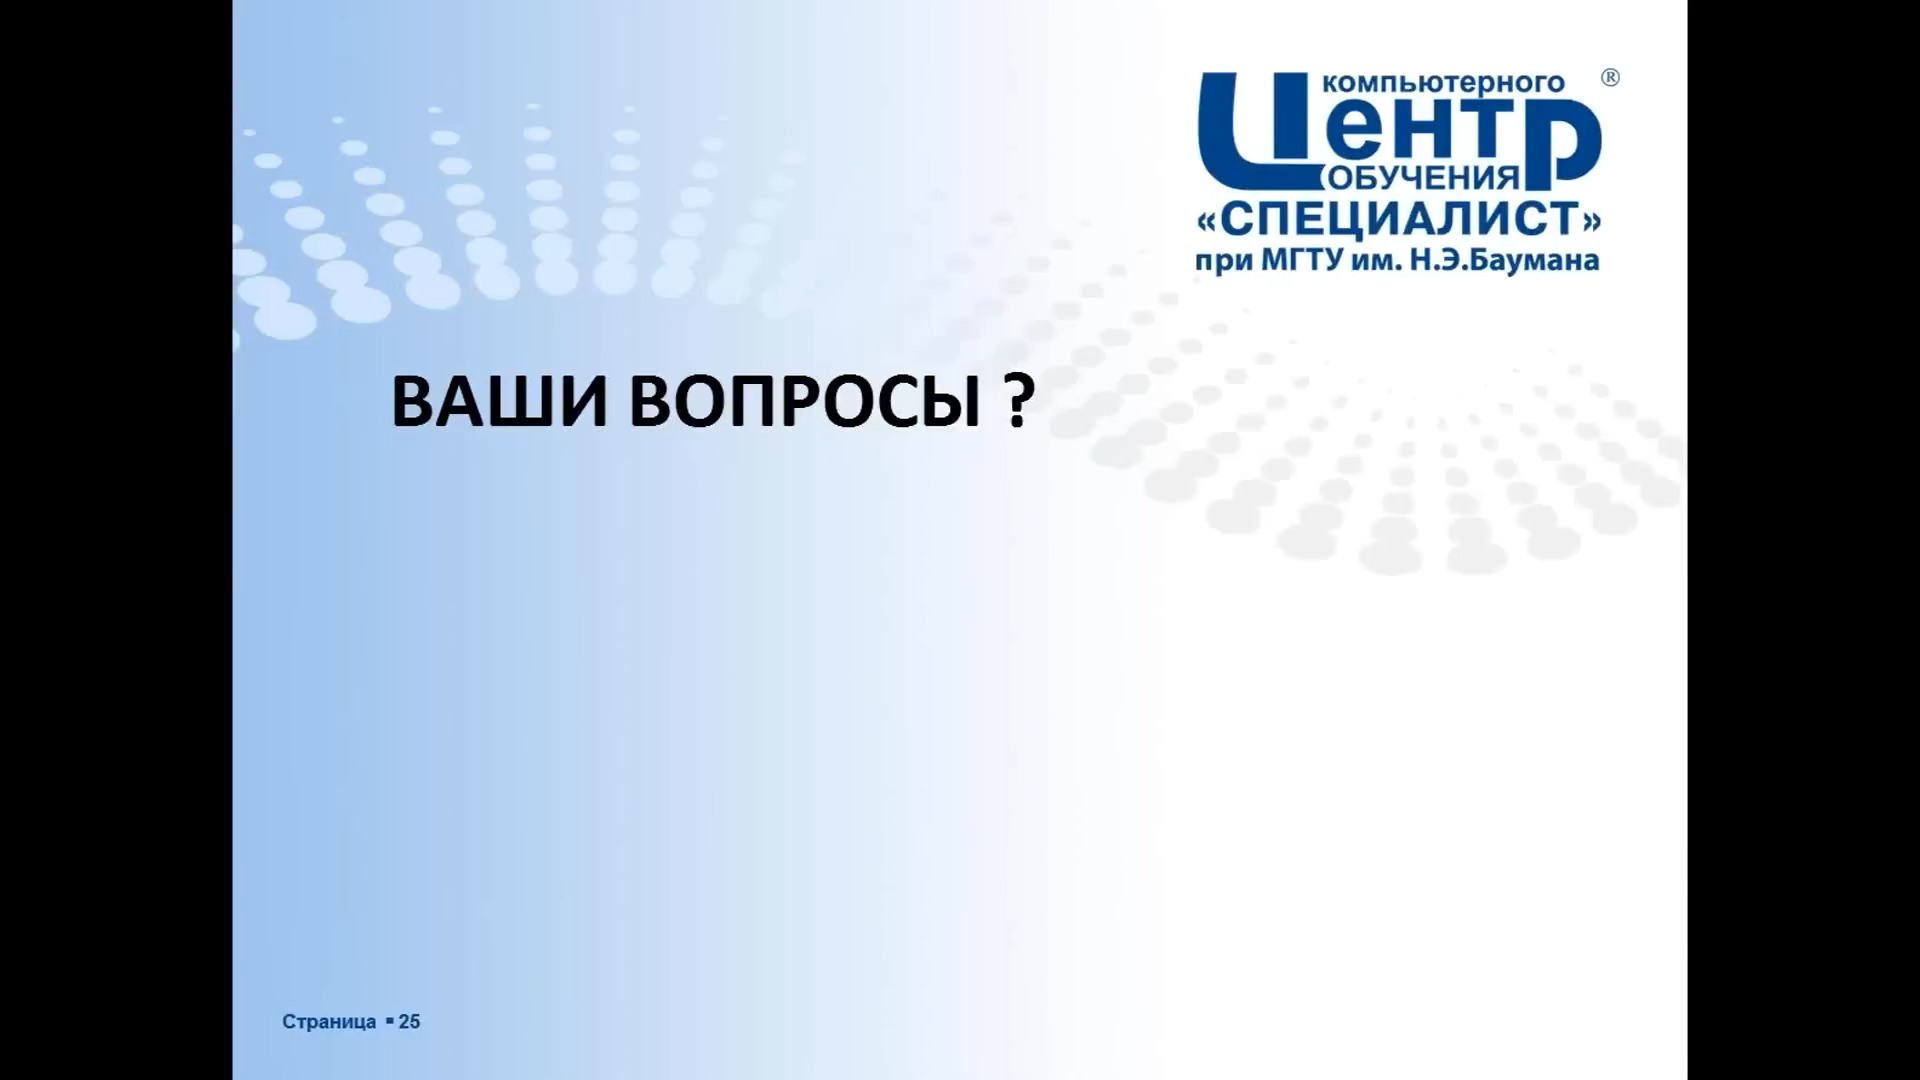 компьютерного ®
Центр
ОБУЧЕНИЯ
«СПЕЦИАЛИСТ»
при МГТУ им. Н.Э.Баумана
ВАШИ ВОПРОСЫ ?
Страница ▪ 25